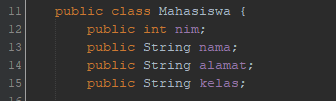 11 public class Mahasiswa {
12 public int nim;
13 public String nama;
14 public String alamat;
15 public String kelas;